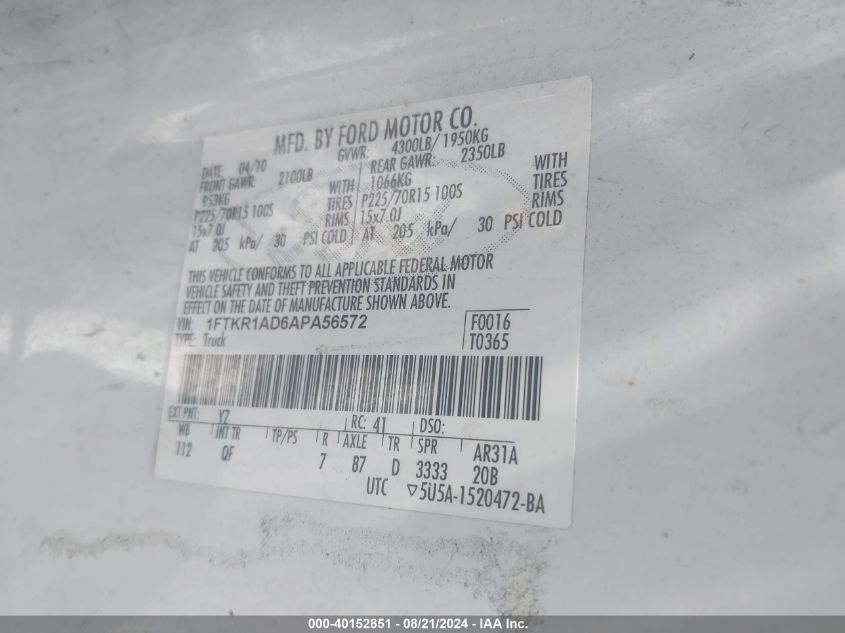 MFD. BY FORD MOTOR CO.
DATE: 04/10 GVWR: 4300LB/ 1950KG
FRONT GAWR: 2100LB REAR GAWR: 2350LB
953KG WITH 1066KG WITH
P225/70R15 100S TIRES P225/70R15 100S TIRES
15x7.0J RIMS 15x7.0J RIMS
AT 205 kPa/ 30 PSI COLD AT 205 kPa/ 30 PSI COLD
THIS VEHICLE CONFORMS TO ALL APPLICABLE FEDERAL MOTOR
VEHICLE SAFETY AND THEFT PREVENTION STANDARDS IN
EFFECT ON THE DATE OF MANUFACTURE SHOWN ABOVE.
VIN: 1FTKR1AD6APA56572 F0016
TYPE: Truck T0365
EXT PNT: YZ RC: 41 DSO:
WB INT TR TP/PS R AXLE TR SPR AR31A
112 QF 7 87 D 3333 20B
UTC ▽5U5A-1520472-BA
000-40152851 - 08/21/2024 - IAA Inc.